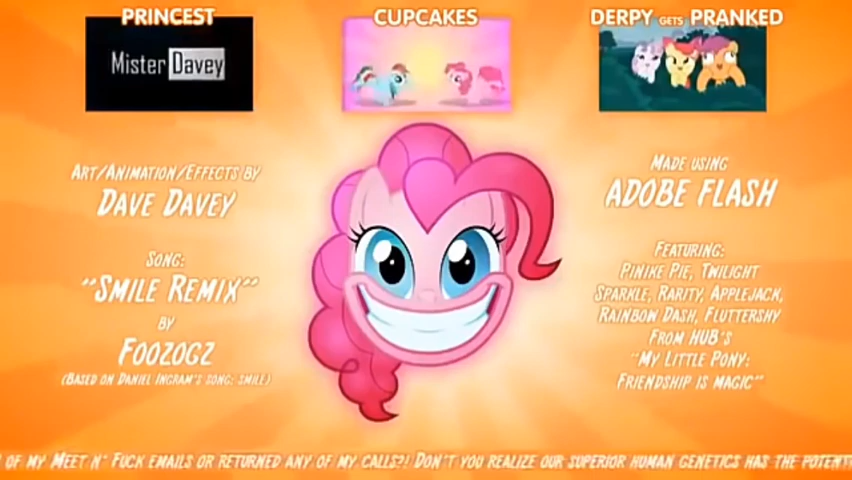 PRINCEST
CUPCAKES
DERPY GETS PRANKED
Mister Davey
ART/ANIMATION/EFFECTS BY
DAVE DAVEY
SONG:
"SMILE REMIX"
BY
FOOZOGZ
(BASED ON DANIEL INGRAM'S SONG: SMILE)
MADE USING
ADOBE FLASH
FEATURING:
PINIKE PIE, TWILIGHT
SPARKLE, RARITY, APPLEJACK,
RAINBOW DASH, FLUTTERSHY
FROM HUB'S
"MY LITTLE PONY:
FRIENDSHIP IS MAGIC"
OF MY MEET N' FUCK EMAILS OR RETURNED ANY OF MY CALLS?! DON'T YOU REALIZE OUR SUPERIOR HUMAN GENETICS HAS THE POTENT